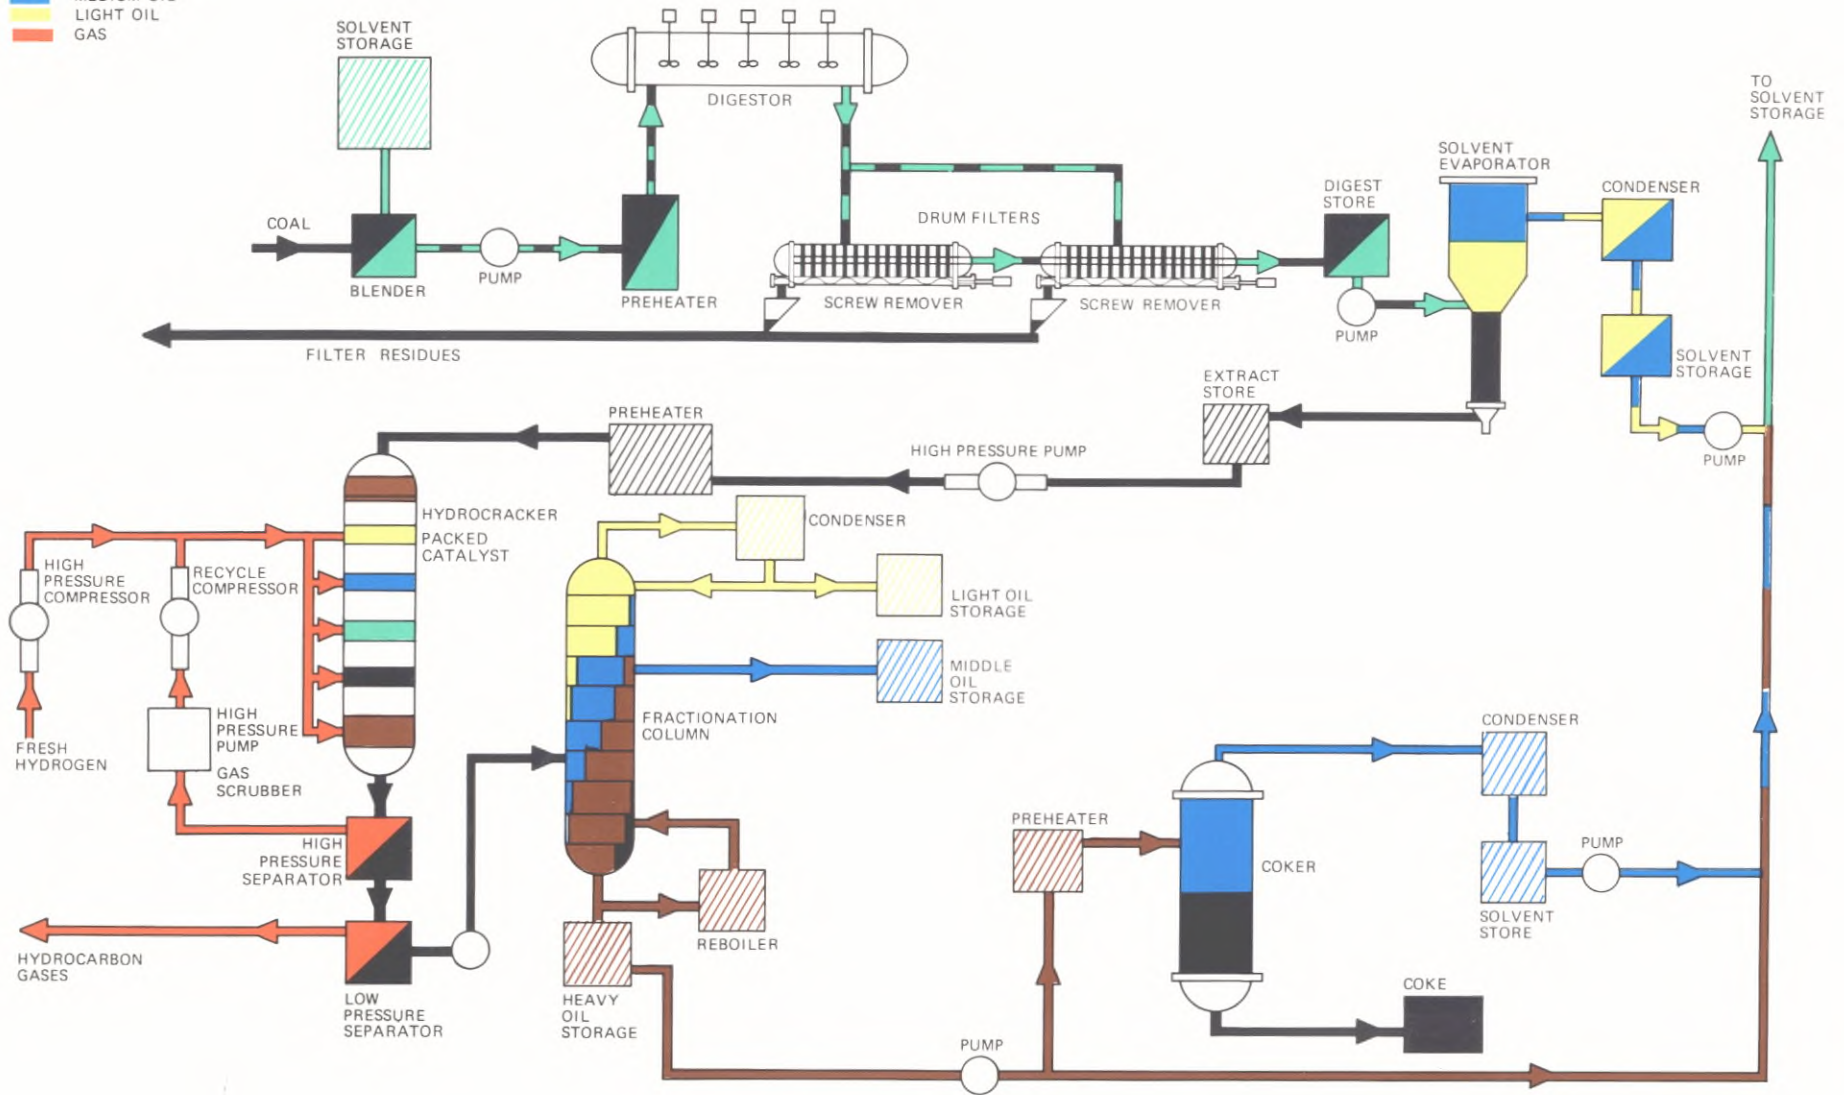 LIGHT OIL
GAS
SOLVENT
STORAGE
DIGESTOR
TO
SOLVENT
STORAGE
SOLVENT
EVAPORATOR
CONDENSER
DIGEST
STORE
COAL
DRUM FILTERS
BLENDER
PUMP
PREHEATER
SCREW REMOVER
SCREW REMOVER
PUMP
FILTER RESIDUES
SOLVENT
STORAGE
EXTRACT
STORE
PREHEATER
HIGH PRESSURE PUMP
PUMP
HYDROCRACKER
PACKED
CATALYST
CONDENSER
HIGH
PRESSURE
COMPRESSOR
RECYCLE
COMPRESSOR
LIGHT OIL
STORAGE
MIDDLE
OIL
STORAGE
FRACTIONATION
COLUMN
HIGH
PRESSURE
PUMP
GAS
SCRUBBER
FRESH
HYDROGEN
CONDENSER
PREHEATER
COKER
PUMP
HIGH
PRESSURE
SEPARATOR
SOLVENT
STORE
REBOILER
HYDROCARBON
GASES
LOW
PRESSURE
SEPARATOR
HEAVY
OIL
STORAGE
COKE
PUMP